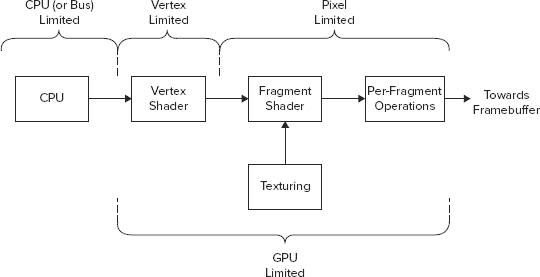 CPU (or Bus)
Limited
Vertex
Limited
Pixel
Limited
CPU
Vertex
Shader
Fragment
Shader
Per-Fragment
Operations
Towards
Framebuffer
Texturing
GPU
Limited